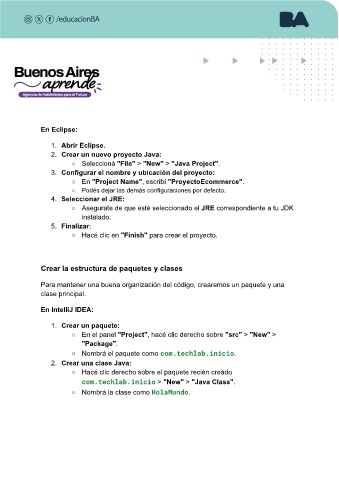 /educacionBA
BA
Buenos Aires
aprende
Agencia de Habilidades para el Futuro
En Eclipse:
1. Abrir Eclipse.
2. Crear un nuevo proyecto Java:
○ Seleccioná "File" > "New" > "Java Project".
3. Configurar el nombre y ubicación del proyecto:
○ En "Project Name", escribí "ProyectoEcommerce".
○ Podés dejar las demás configuraciones por defecto.
4. Seleccionar el JRE:
○ Asegurate de que esté seleccionado el JRE correspondiente a tu JDK
instalado.
5. Finalizar:
○ Hacé clic en "Finish" para crear el proyecto.
Crear la estructura de paquetes y clases
Para mantener una buena organización del código, crearemos un paquete y una
clase principal.
En IntelliJ IDEA:
1. Crear un paquete:
○ En el panel "Project", hacé clic derecho sobre "src" > "New" >
"Package".
○ Nombrá el paquete como com.techlab.inicio.
2. Crear una clase Java:
○ Hacé clic derecho sobre el paquete recién creado
com.techlab.inicio > "New" > "Java Class".
○ Nombrá la clase como HolaMundo.